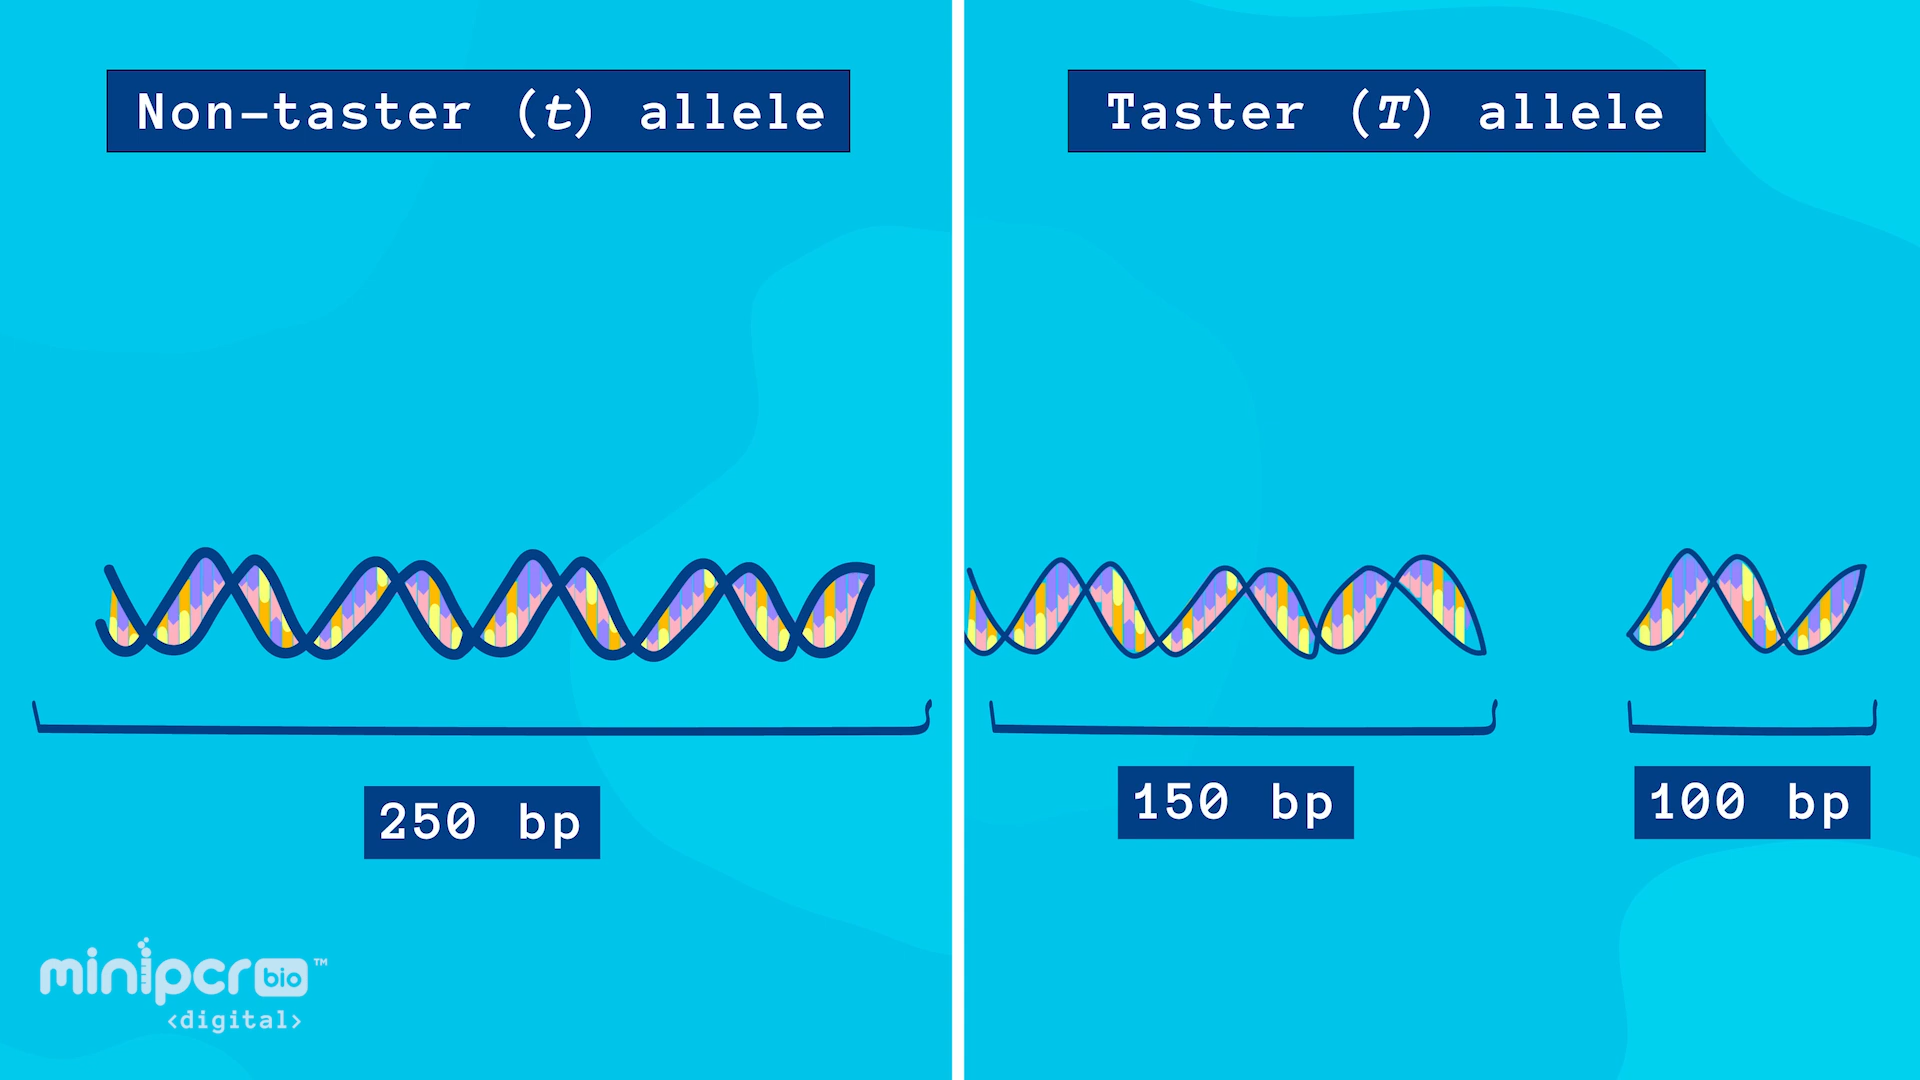 Non-taster (t) allele
Taster (T) allele
250 bp
150 bp
100 bp
minipcr bio ™
<digital>